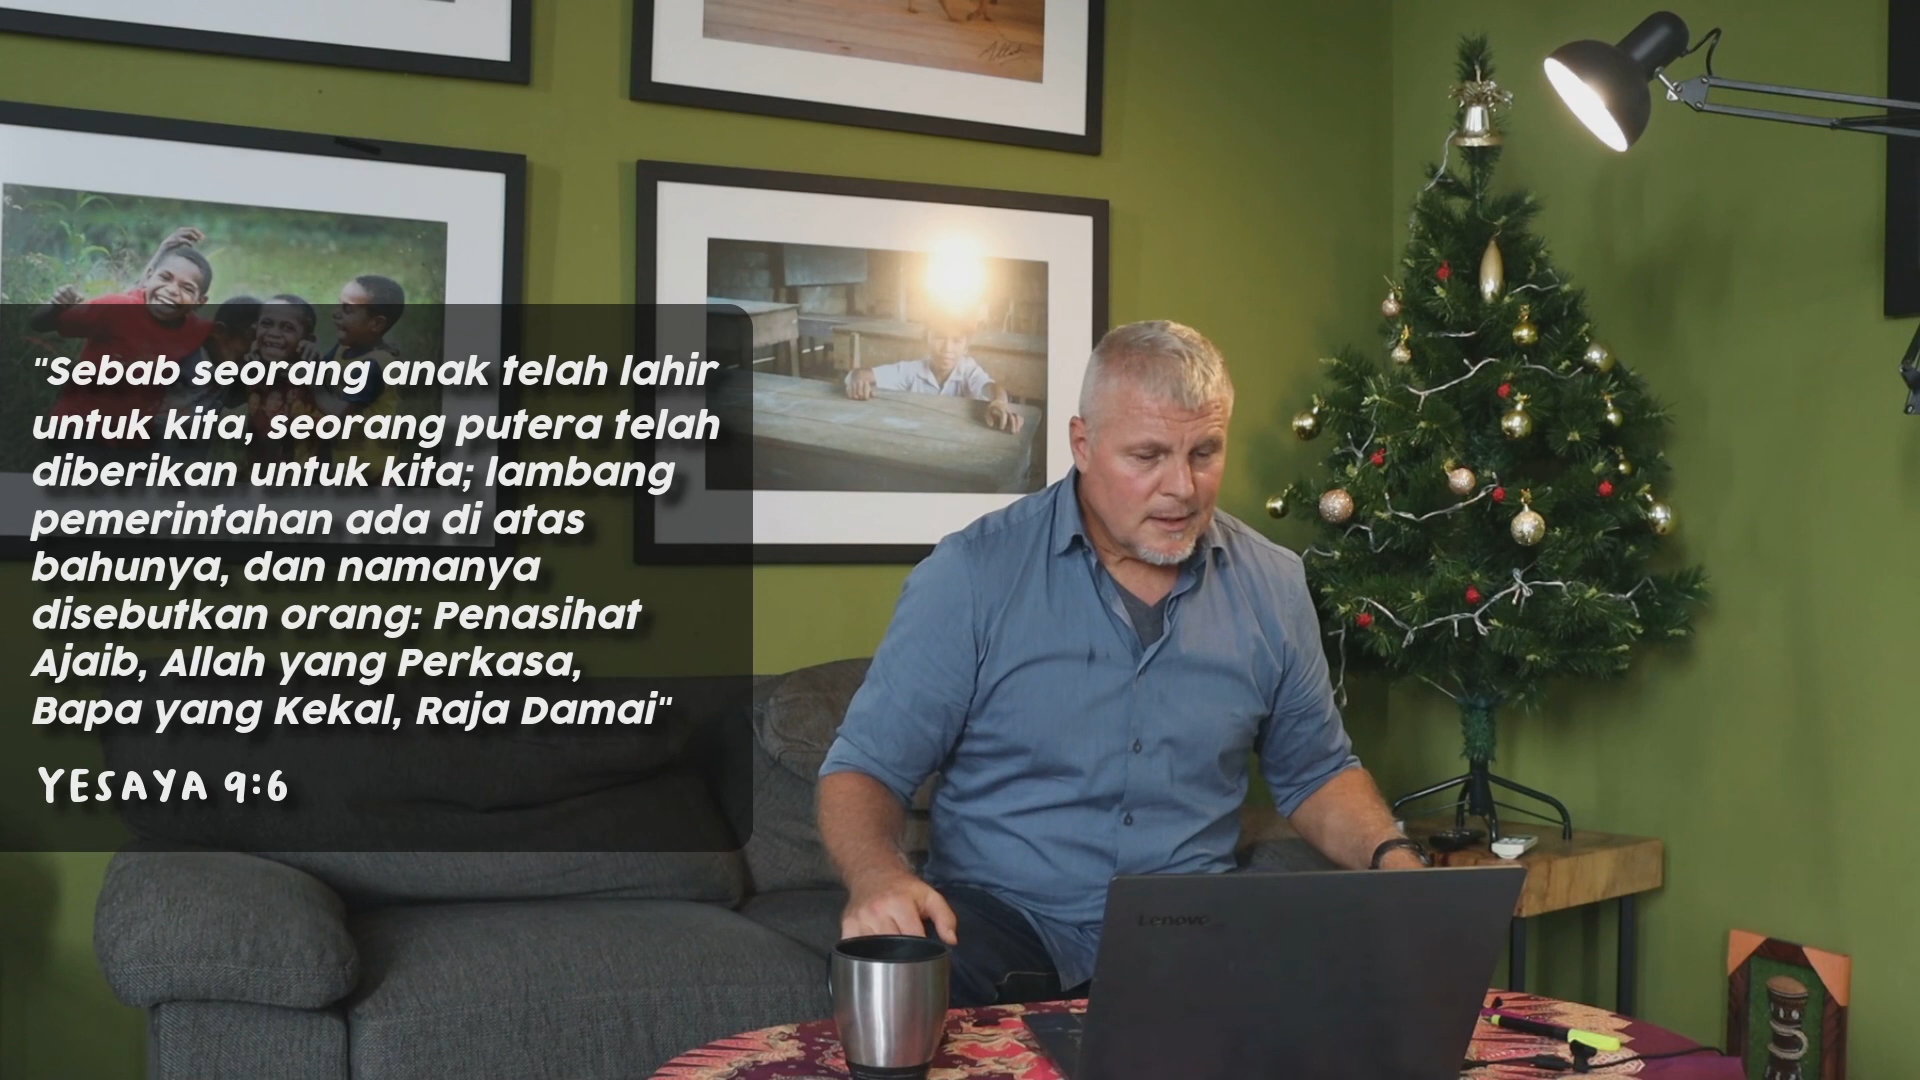 "Sebab seorang anak telah lahir
untuk kita, seorang putera telah
diberikan untuk kita; lambang
pemerintahan ada di atas
bahunya, dan namanya
disebutkan orang: Penasihat
Ajaib, Allah yang Perkasa,
Bapa yang Kekal, Raja Damai"
YESAYA 9:6
Lenovo